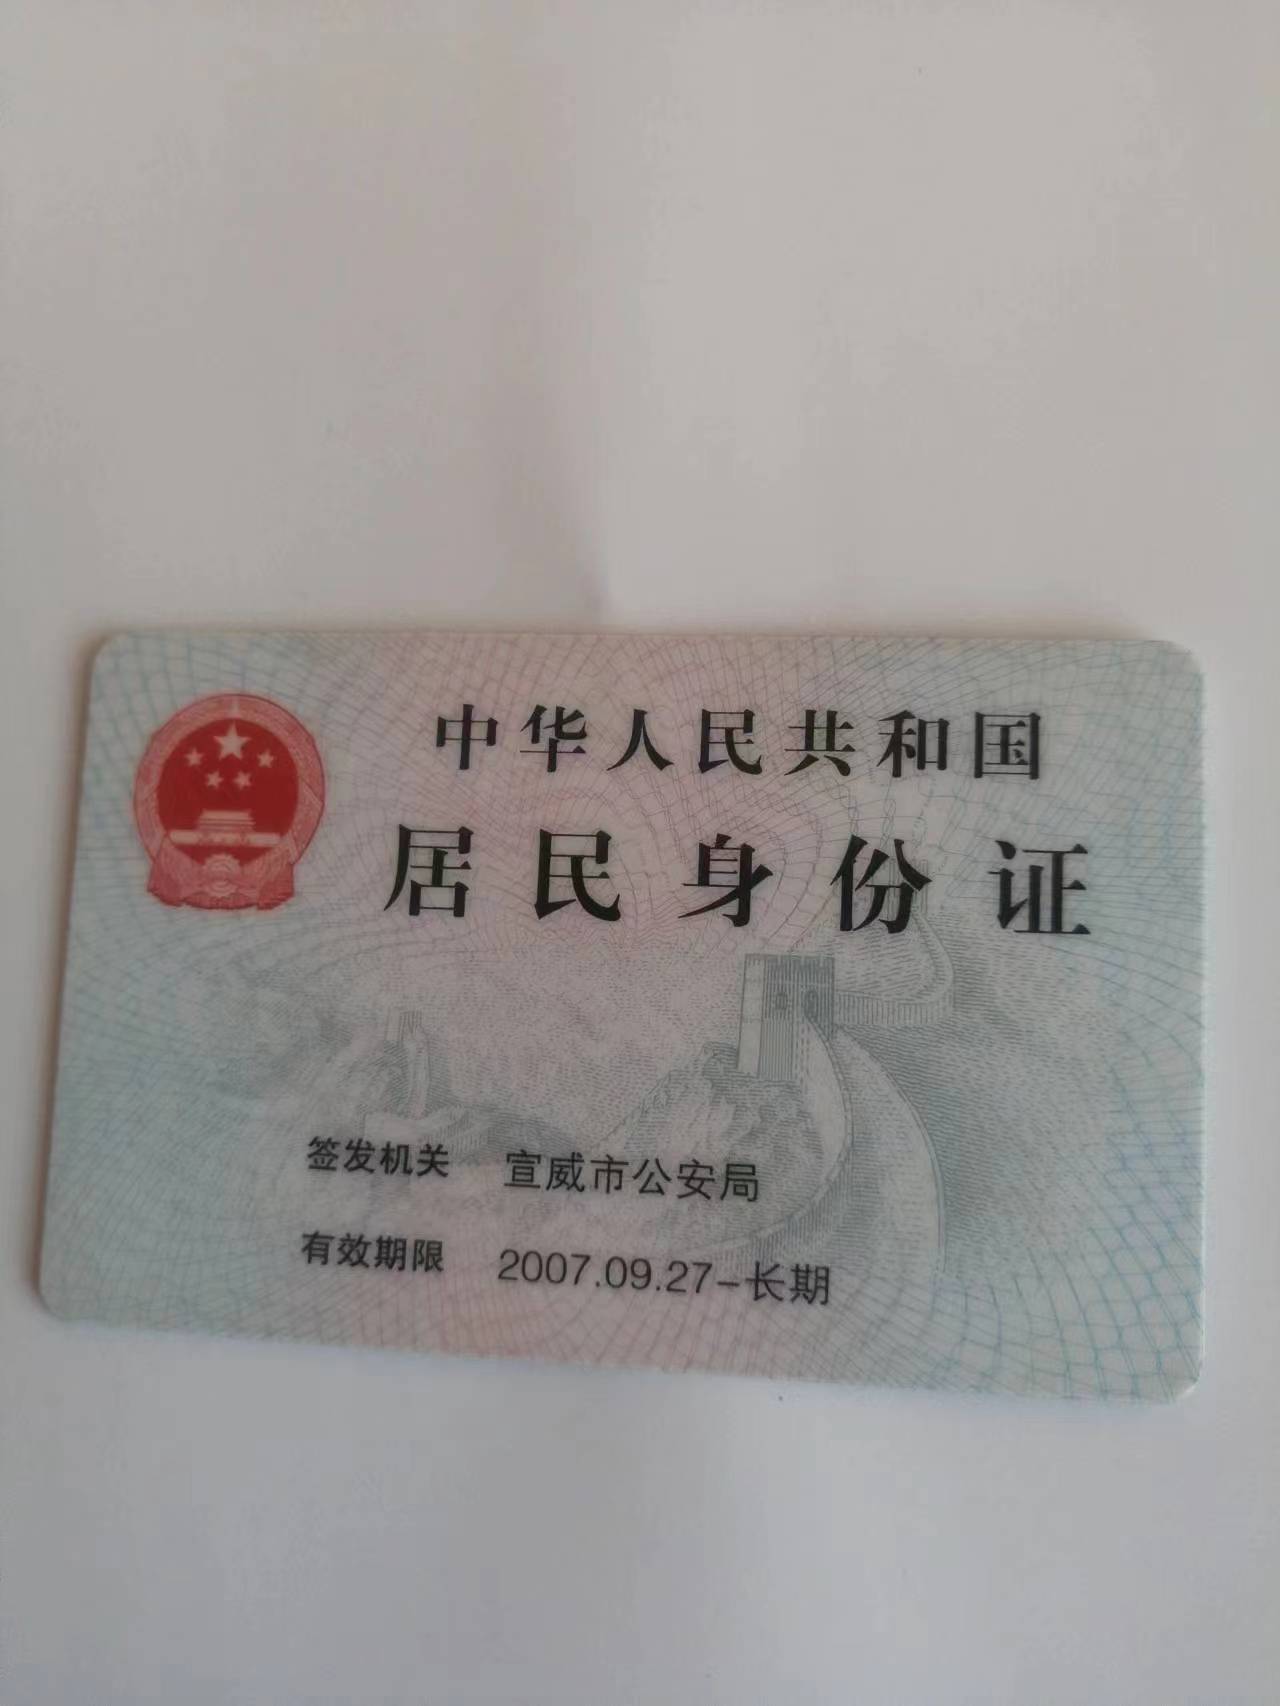 中华人民共和国
居民身份证
签发机关 宣威市公安局
有效期限 2007.09.27-长期